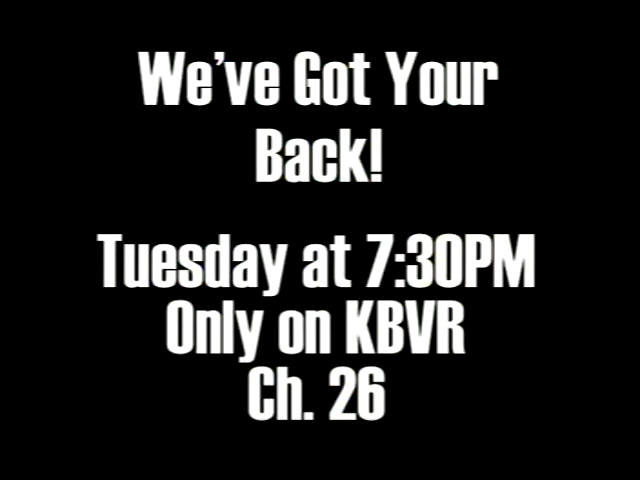 We've Got Your
Back!
Tuesday at 7:30PM
Only on KBVR
Ch. 26